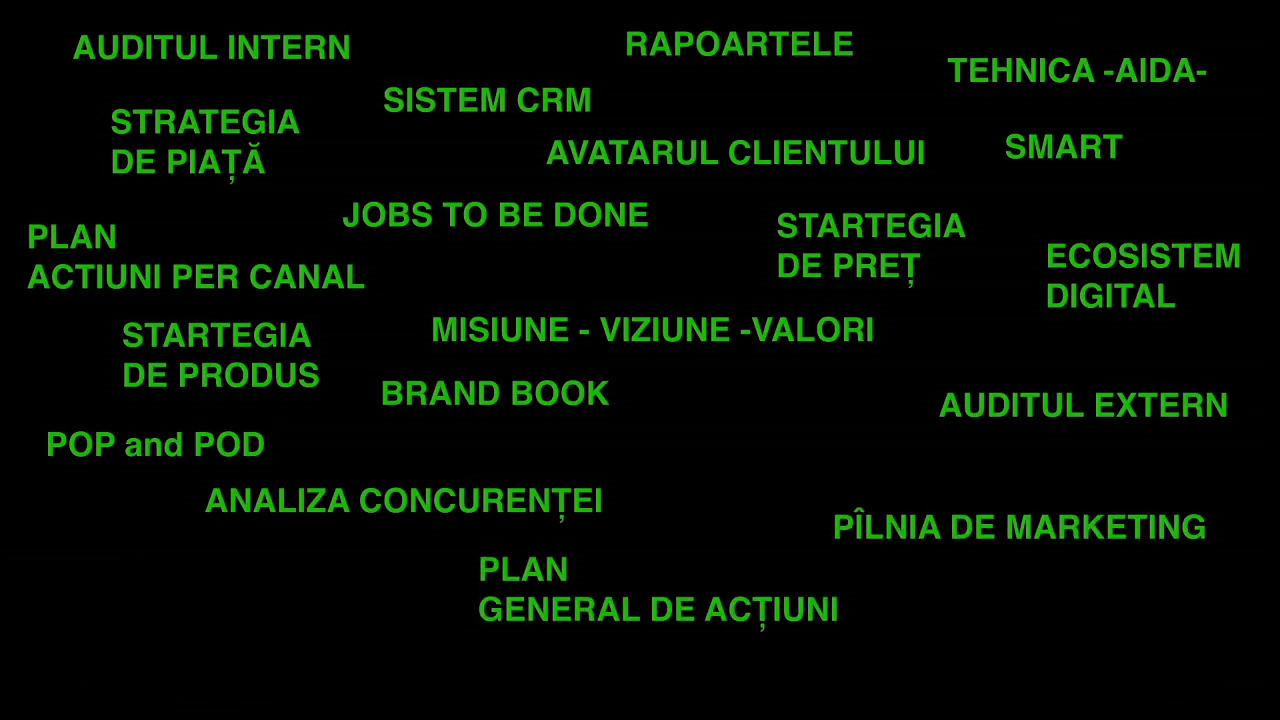 AUDITUL INTERN
RAPOARTELE
TEHNICA -AIDA-
SISTEM CRM
STRATEGIA
DE PIAȚĂ
AVATARUL CLIENTULUI
SMART
JOBS TO BE DONE
STARTEGIA
DE PREȚ
PLAN
ACTIUNI PER CANAL
ECOSISTEM
DIGITAL
STARTEGIA
DE PRODUS
MISIUNE - VIZIUNE -VALORI
BRAND BOOK
AUDITUL EXTERN
POP and POD
ANALIZA CONCURENȚEI
PÎLNIA DE MARKETING
PLAN
GENERAL DE ACȚIUNI